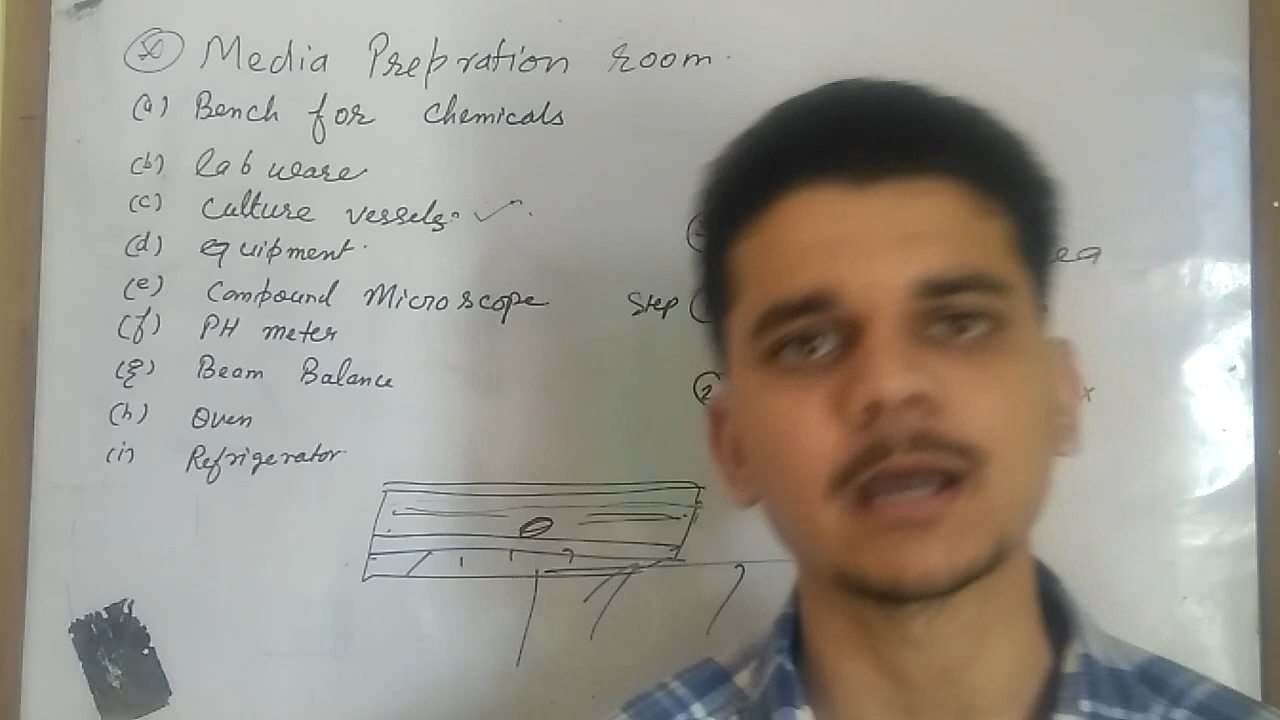 Media Prepration room.
(a) Bench for chemicals
(b) lab ware
(c) culture vessels.
(d) equipment.
(e) Compound Microscope
(f) PH meter
(g) Beam Balance
(h) Oven
(i) Refrigerator
Step